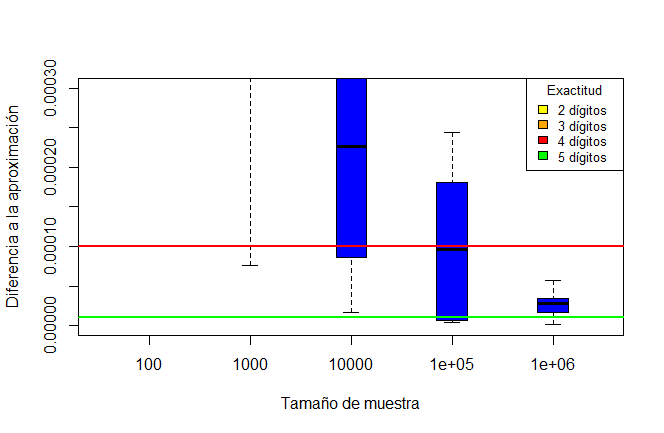 Diferencia a la aproximación
0.00030
0.00020
0.00010
0.00000
Exactitud
2 dígitos
3 dígitos
4 dígitos
5 dígitos
100 1000 10000 1e+05 1e+06
Tamaño de muestra